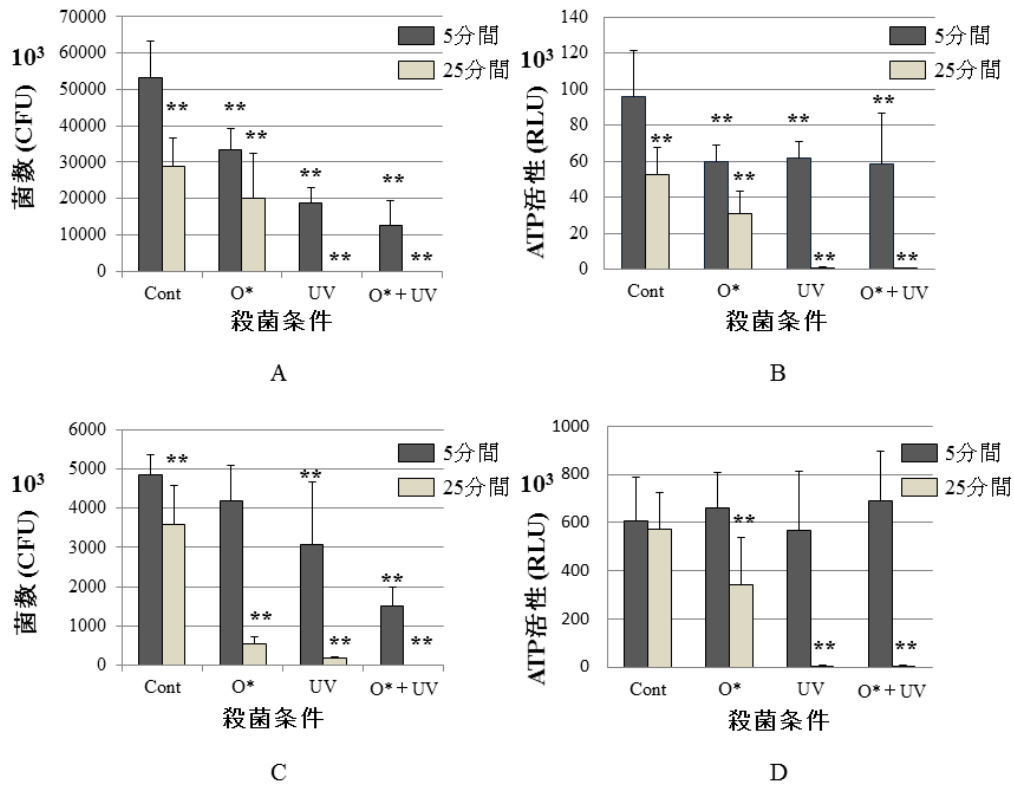 70000
60000
50000
40000
30000
20000
10000
0
10³
菌数 (CFU)
5分間
25分間
**
**
**
**
**
**
**
Cont
O*
UV
O* + UV
殺菌条件
A
140
120
100
80
60
40
20
0
10³
ATP活性 (RLU)
5分間
25分間
**
**
**
**
**
**
**
Cont
O*
UV
O* + UV
殺菌条件
B
6000
5000
4000
3000
2000
1000
0
10³
菌数 (CFU)
5分間
25分間
**
**
**
**
**
**
Cont
O*
UV
O* + UV
殺菌条件
C
1000
800
600
400
200
0
10³
ATP活性 (RLU)
5分間
25分間
**
**
**
Cont
O*
UV
O* + UV
殺菌条件
D